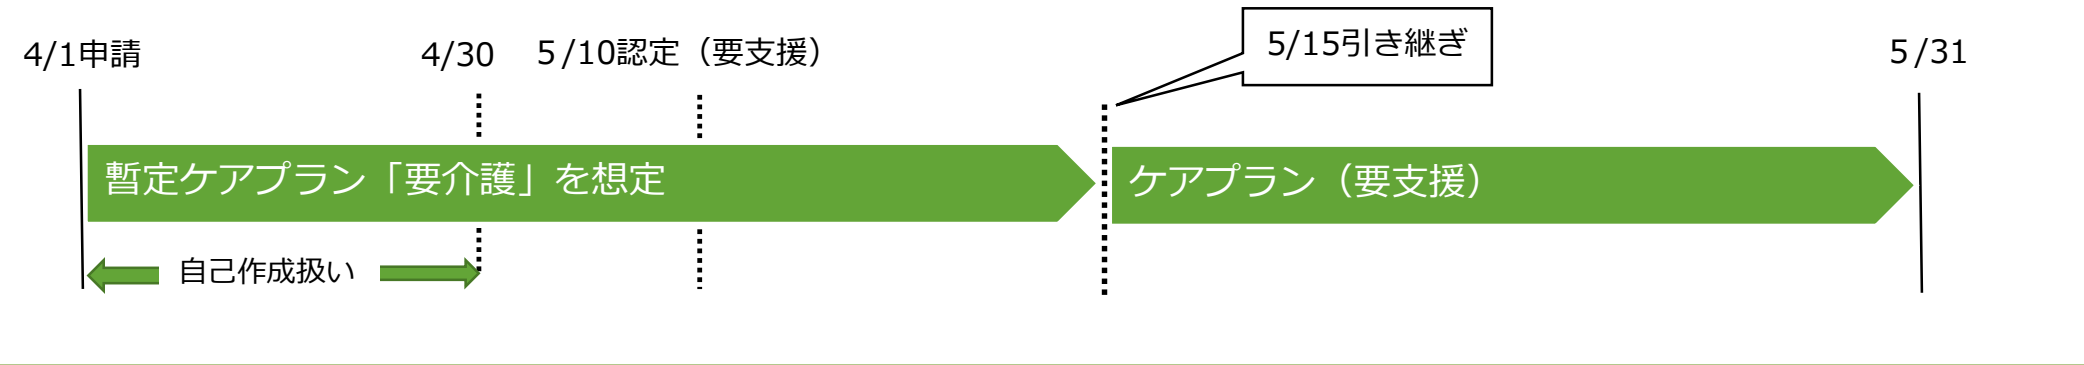 4/1申請
4/30
５/10認定（要支援）
5/15引き継ぎ
５/31
暫定ケアプラン「要介護」を想定
ケアプラン（要支援）
自己作成扱い